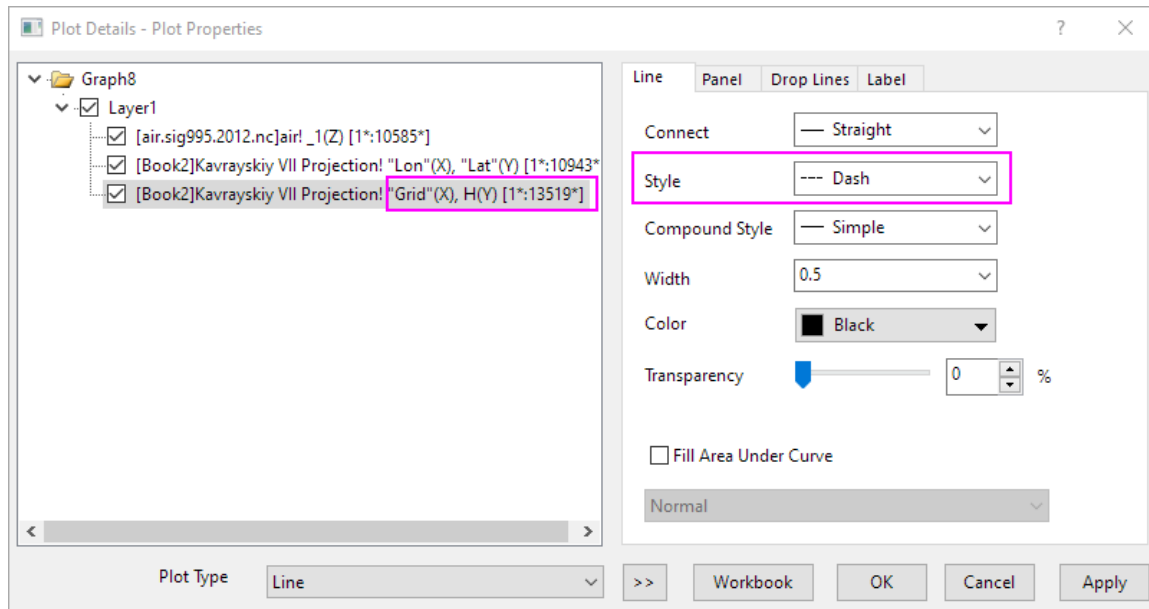 Plot Details - Plot Properties
?
Graph8
Layer1
[air.sig995.2012.nc]air! _1(Z) [1*:10585*]
[Book2]Kavrayskiy VII Projection! "Lon"(X), "Lat"(Y) [1*:10943*
[Book2]Kavrayskiy VII Projection! "Grid"(X), H(Y) [1*:13519*]
Line Panel Drop Lines Label
Connect Straight
Style Dash
Compound Style Simple
Width 0.5
Color Black
Transparency 0 %
Fill Area Under Curve
Normal
Plot Type Line >> Workbook OK Cancel Apply